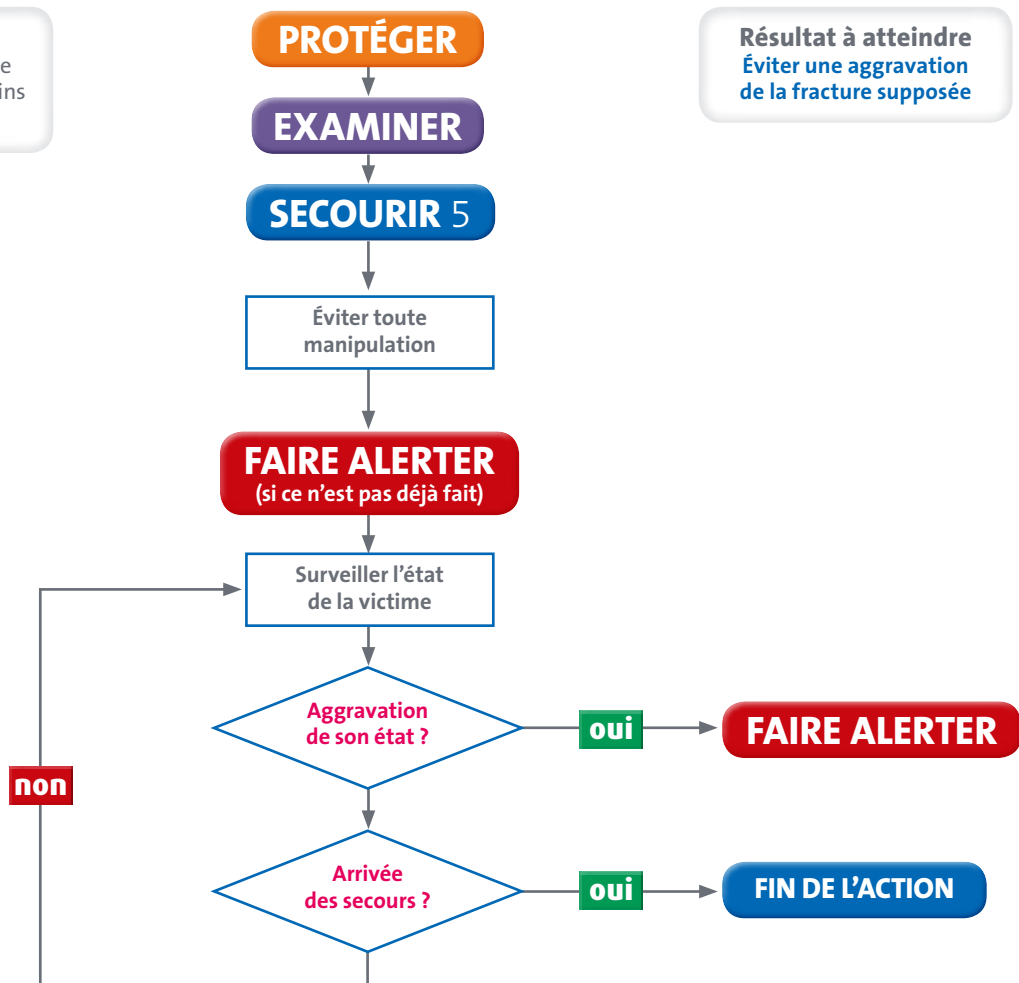 PROTÉGER
Résultat à atteindre
Éviter une aggravation
de la fracture supposée
e
ins
EXAMINER
SECOURIR 5
Éviter toute
manipulation
FAIRE ALERTER
(si ce n'est pas déjà fait)
Surveiller l'état
de la victime
Aggravation
de son état ?
oui
FAIRE ALERTER
non
Arrivée
des secours ?
oui
FIN DE L'ACTION